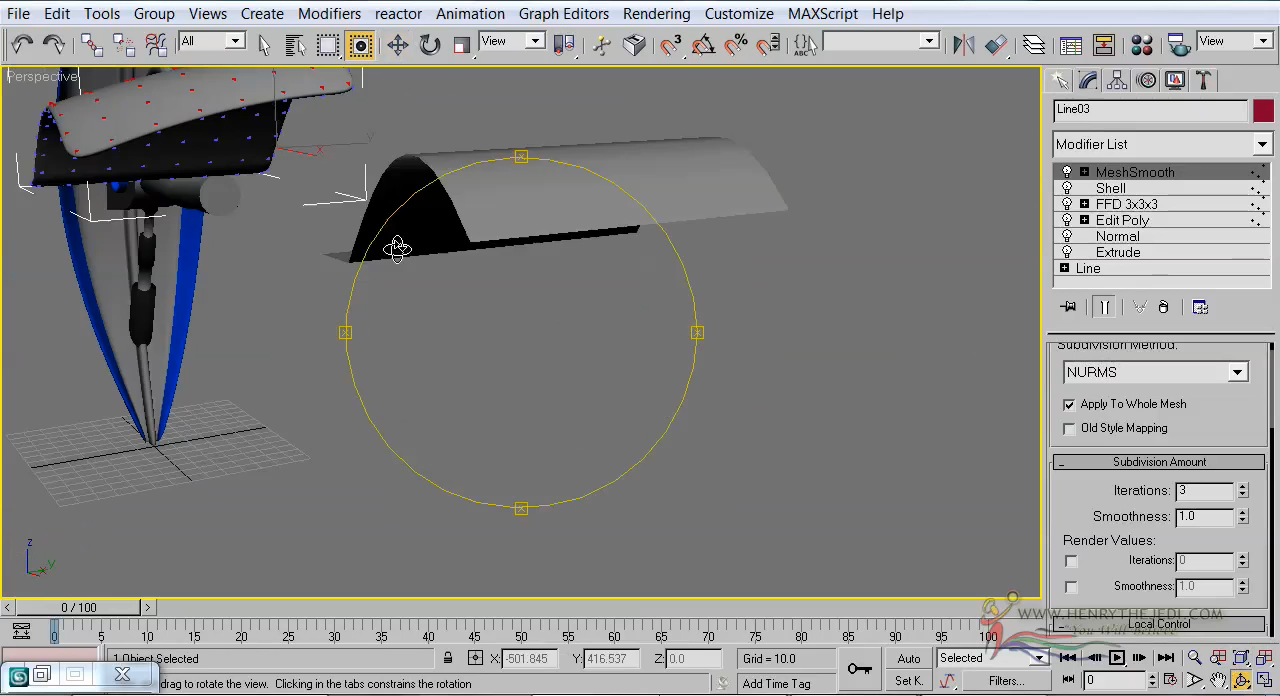 File Edit Tools Group Views Create Modifiers reactor Animation Graph Editors Rendering Customize MAXScript Help
All View 3 ABC View
Perspective
Line03
Modifier List
MeshSmooth
Shell
FFD 3x3x3
Edit Poly
Normal
Extrude
Line
Subdivision Method:
NURMS
Apply To Whole Mesh
Old Style Mapping
Subdivision Amount
Iterations: 3
Smoothness: 1.0
Render Values:
Iterations: 0
Smoothness: 1.0
Local Control
WWW.HENRYTHEJEDI.COM
x y
z y
< 0 / 100 >
0 5 10 15 20 25 30 35 40 45 50 55 60 65 70 75 80 85 90 95 100
1 Object Selected X: -501.845 Y: 416.537 Z: 0.0 Grid = 10.0 Auto Selected
drag to rotate the view. Clicking in the tabs constrains the rotation Add Time Tag Set K. Filters... 0